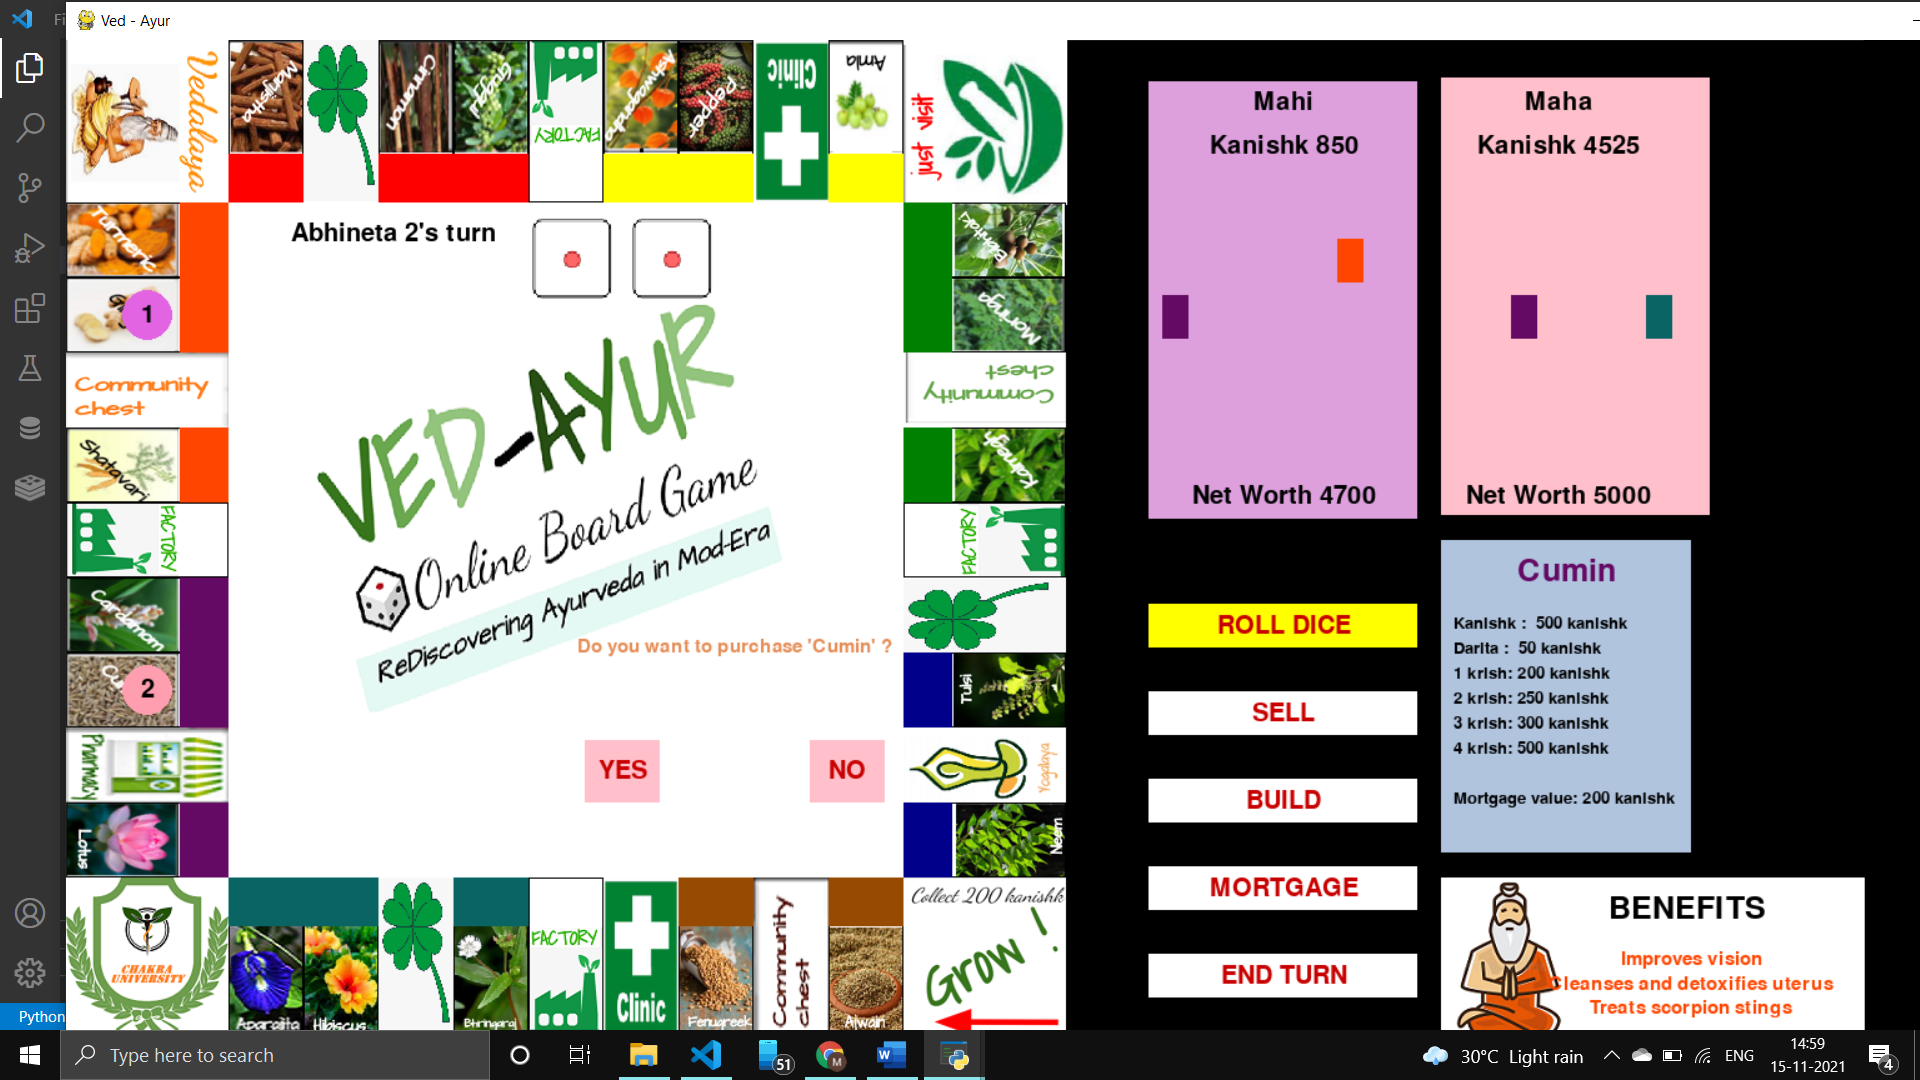 Fi
Ved - Ayur
Vedalaya
Manjistha
Cinnamon
Guggul
FACTORY
Ashwagandha
Pepper
Clinic
Amla
just visit
Mahi
Kanishk 850
Net Worth 4700
Maha
Kanishk 4525
Net Worth 5000
Turmeric
1
Community
chest
Shatavari
FACTORY
Cardamom
Cu
2
Pharmacy
Lotus
Abhineta 2's turn
VED-AYUR
Online Board Game
ReDiscovering Ayurveda in Mod-Era
Do you want to purchase 'Cumin' ?
YES
NO
Moringa
Community
chest
Kalmegh
FACTORY
Tulsi
Yogalaya
Neem
CHAKRA
UNIVERSITY
Aparajita
Hibiscus
Bhringaraj
FACTORY
Clinic
Fenugreek
Community
chest
Ajwain
Collect 200 kanishk
Grow !
ROLL DICE
SELL
BUILD
MORTGAGE
END TURN
Cumin
Kanishk : 500 kanishk
Darita : 50 kanishk
1 krish: 200 kanishk
2 krish: 250 kanishk
3 krish: 300 kanishk
4 krish: 500 kanishk
Mortgage value: 200 kanishk
BENEFITS
Improves vision
Cleanses and detoxifies uterus
Treats scorpion stings
Python
Type here to search
51
M
30°C Light rain
ENG
14:59
15-11-2021
4